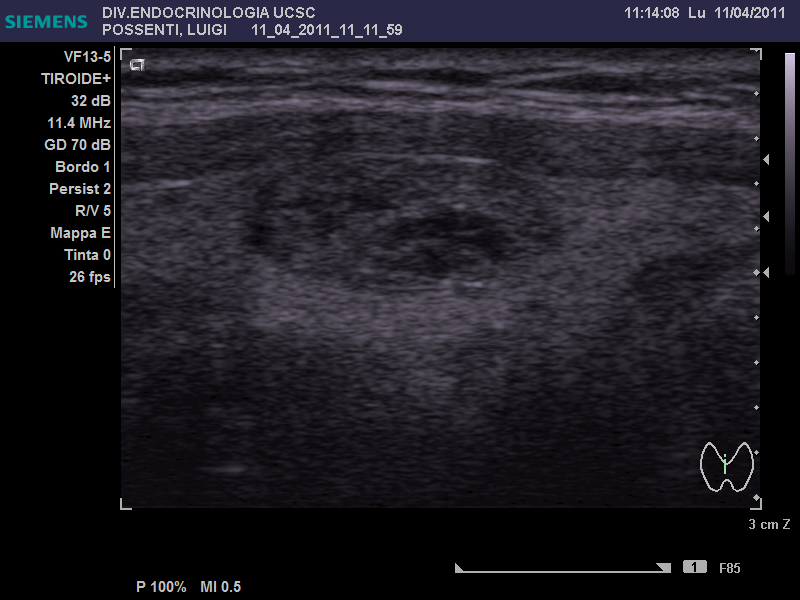 SIEMENS
DIV.ENDOCRINOLOGIA UCSC
11:14:08 Lu 11/04/2011
POSSENTI, LUIGI 11_04_2011_11_11_59
VF13-5
TIROIDE+
32 dB
11.4 MHz
GD 70 dB
Bordo 1
Persist 2
R/V 5
Mappa E
Tinta 0
26 fps
3 cm Z
1 F85
P 100% MI 0.5